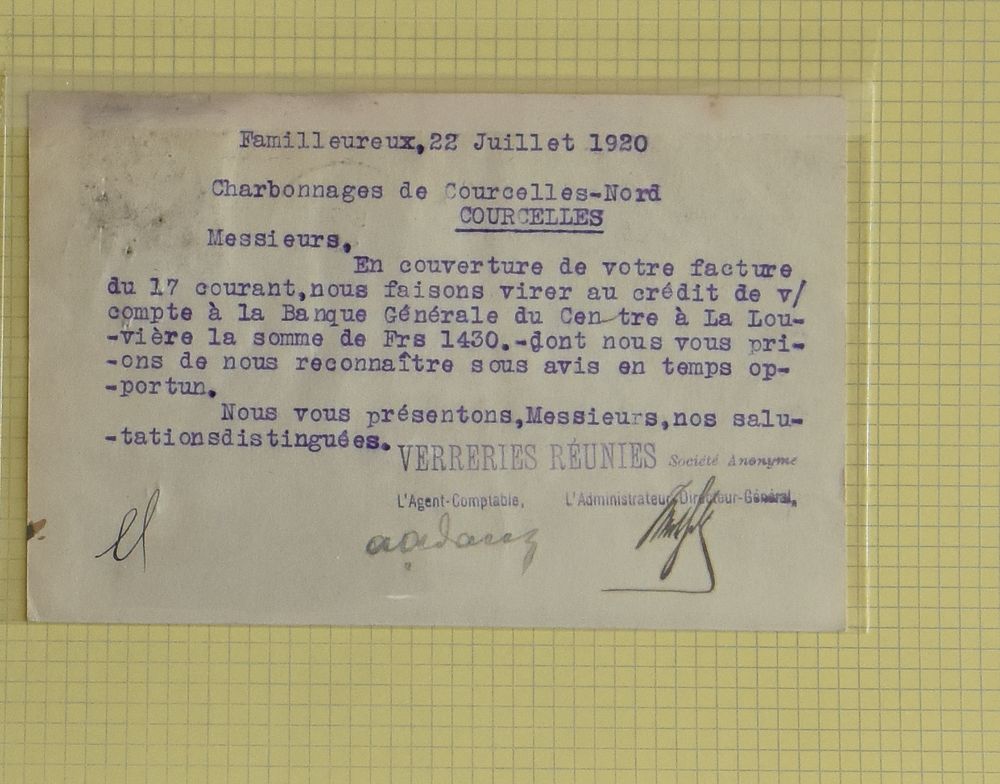 Familleureux,22 Juillet 1920
Charbonnages de Courcelles-Nord
COURCELLES
Messieurs,
En couverture de votre facture
du 17 courant,nous faisons virer au crédit de v/
compte à la Banque Générale du Centre à La Lou-
-vière la somme de Frs 1430.-dont nous vous pri-
-ons de nous reconnaître sous avis en temps op-
-portun.
Nous vous présentons,Messieurs,nos salu-
-tationsdistinguées.
VERRERIES RÉUNIES Société Anonyme
L'Agent-Comptable, L'Administrateur Directeur-Général,